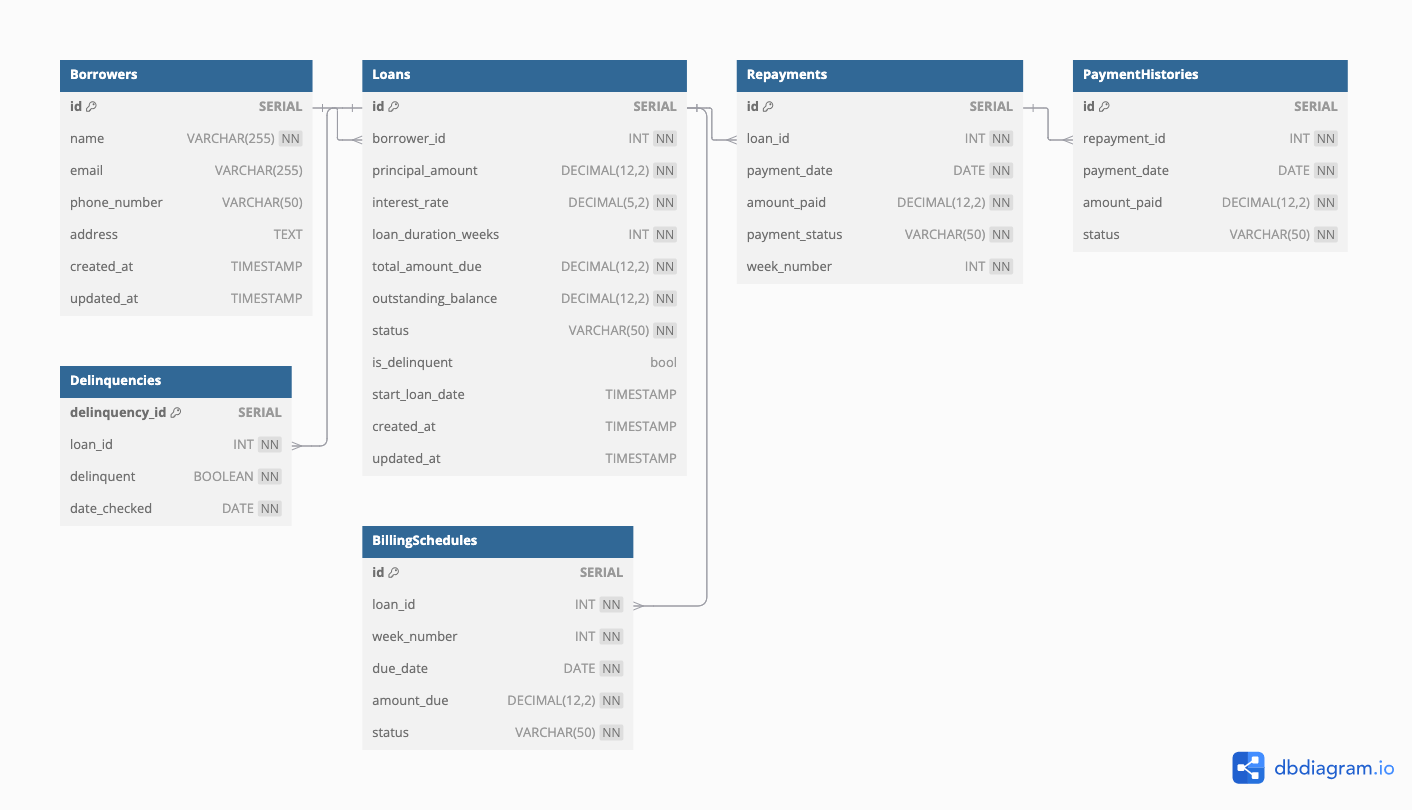 Borrowers
id SERIAL
name VARCHAR(255) NN
email VARCHAR(255)
phone_number VARCHAR(50)
address TEXT
created_at TIMESTAMP
updated_at TIMESTAMP
Loans
id SERIAL
borrower_id INT NN
principal_amount DECIMAL(12,2) NN
interest_rate DECIMAL(5,2) NN
loan_duration_weeks INT NN
total_amount_due DECIMAL(12,2) NN
outstanding_balance DECIMAL(12,2) NN
status VARCHAR(50) NN
is_delinquent bool
start_loan_date TIMESTAMP
created_at TIMESTAMP
updated_at TIMESTAMP
Repayments
id SERIAL
loan_id INT NN
payment_date DATE NN
amount_paid DECIMAL(12,2) NN
payment_status VARCHAR(50) NN
week_number INT NN
PaymentHistories
id SERIAL
repayment_id INT NN
payment_date DATE NN
amount_paid DECIMAL(12,2) NN
status VARCHAR(50) NN
Delinquencies
delinquency_id SERIAL
loan_id INT NN
delinquent BOOLEAN NN
date_checked DATE NN
BillingSchedules
id SERIAL
loan_id INT NN
week_number INT NN
due_date DATE NN
amount_due DECIMAL(12,2) NN
status VARCHAR(50) NN
dbdiagram.io